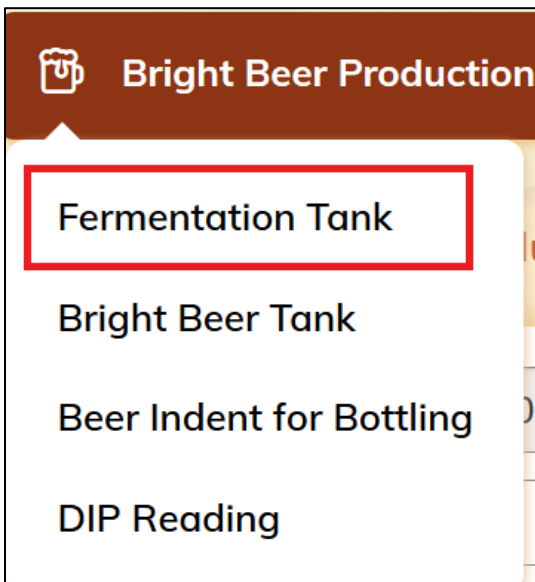 Bright Beer Production
Fermentation Tank
Bright Beer Tank
Beer Indent for Bottling
DIP Reading